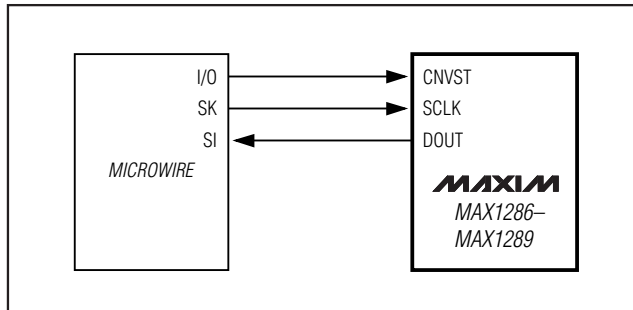 I/O
SK
SI
MICROWIRE
CNVST
SCLK
DOUT
MAXIM
MAX1286–
MAX1289